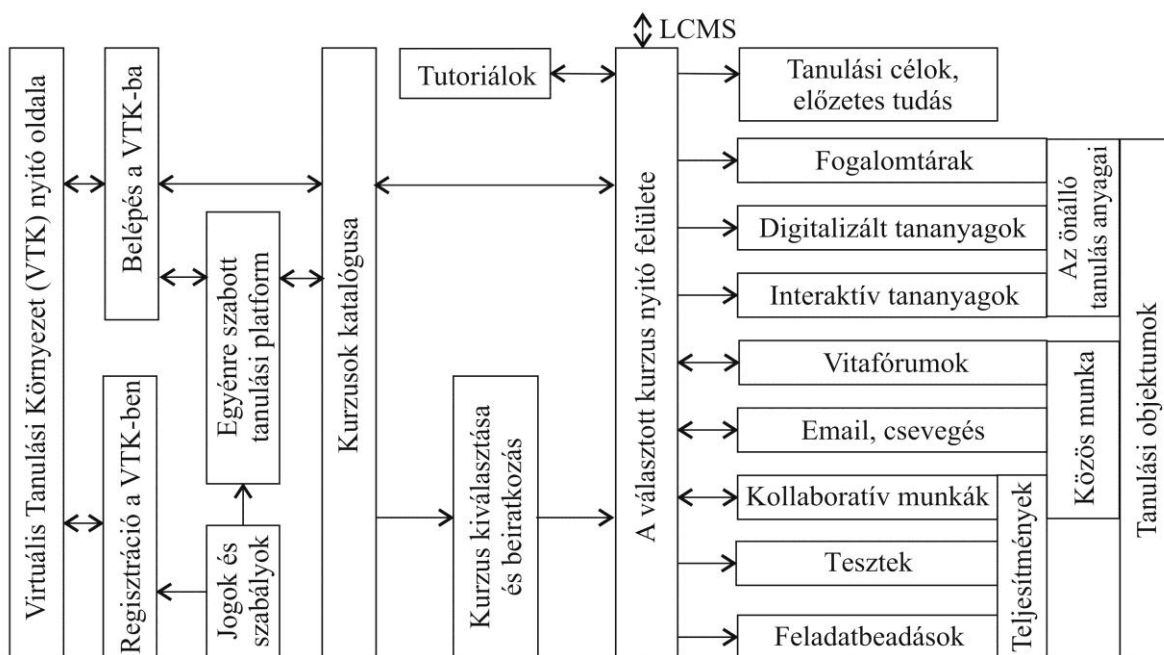 LCMS
Virtuális Tanulási Környezet (VTK) nyitó oldala
Belépés a VTK-ba
Regisztráció a VTK-ben
Egyénre szabott
tanulási platform
Jogok és
szabályok
Kurzusok katalógusa
Tutoriálok
Kurzus kiválasztása
és beiratkozás
A választott kurzus nyitó felülete
Tanulási célok,
előzetes tudás
Fogalomtárak
Digitalizált tananyagok
Interaktív tananyagok
Vitafórumok
Email, csevegés
Kollaboratív munkák
Tesztek
Feladatbeadások
Teljesítmények
Az önálló
tanulás anyagai
Közös munka
Tanulási objektumok